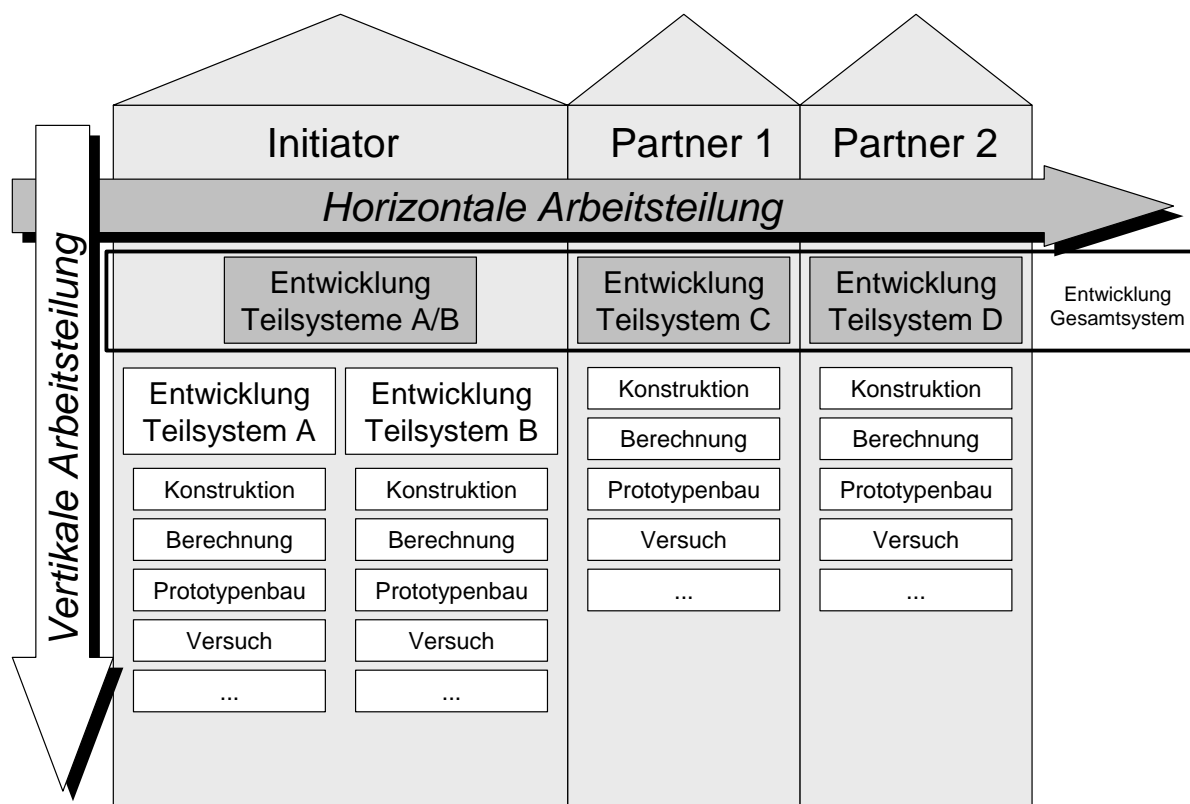 Initiator
Partner 1
Partner 2
Horizontale Arbeitsteilung
Vertikale Arbeitsteilung
Entwicklung
Teilsysteme A/B
Entwicklung
Teilsystem C
Entwicklung
Teilsystem D
Entwicklung
Gesamtsystem
Entwicklung
Teilsystem A
Konstruktion
Berechnung
Prototypenbau
Versuch
...
Entwicklung
Teilsystem B
Konstruktion
Berechnung
Prototypenbau
Versuch
...
Konstruktion
Berechnung
Prototypenbau
Versuch
...
Konstruktion
Berechnung
Prototypenbau
Versuch
...